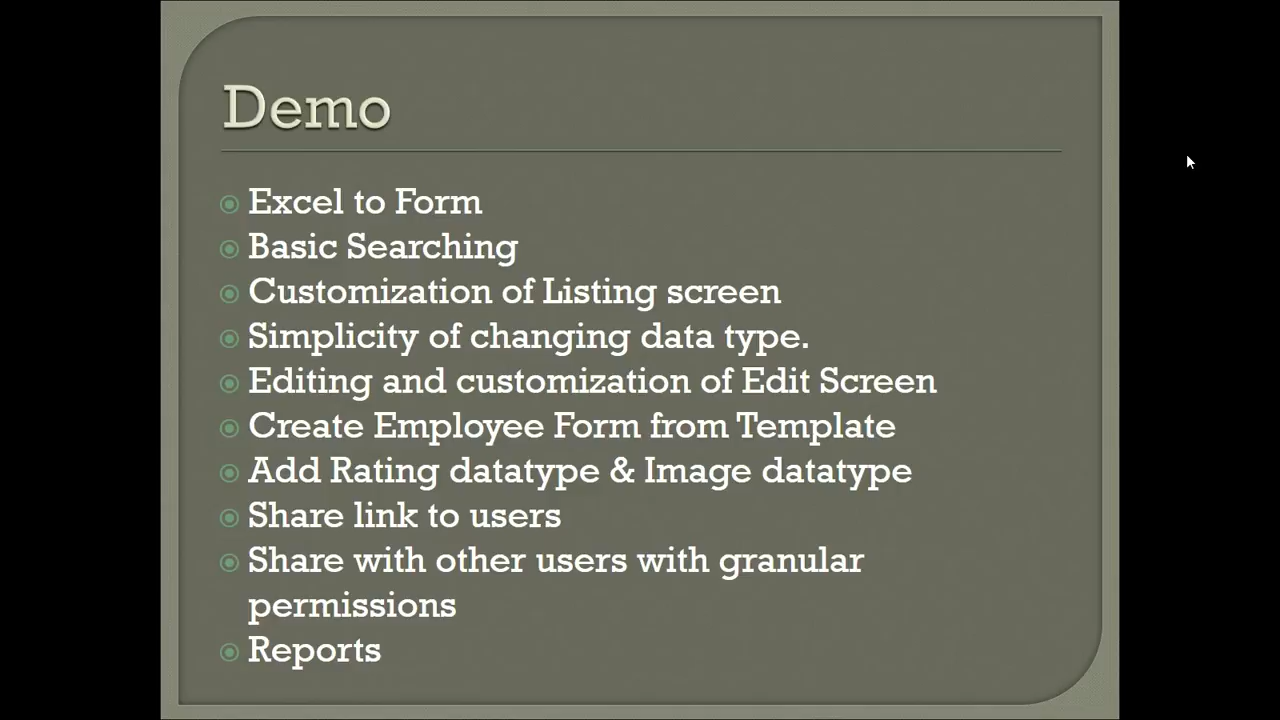 Demo
Excel to Form
Basic Searching
Customization of Listing screen
Simplicity of changing data type.
Editing and customization of Edit Screen
Create Employee Form from Template
Add Rating datatype & Image datatype
Share link to users
Share with other users with granular
permissions
Reports